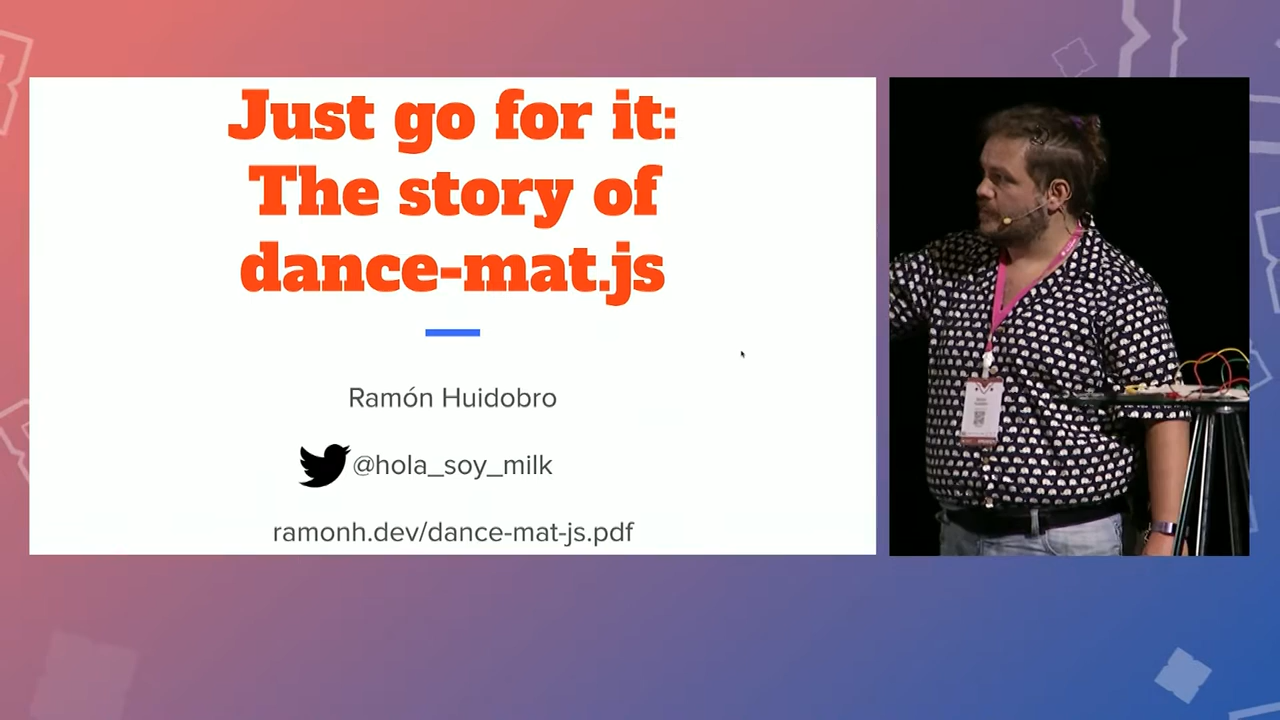 Just go for it:
The story of
dance-mat.js
Ramón Huidobro
@hola_soy_milk
ramonh.dev/dance-mat-js.pdf